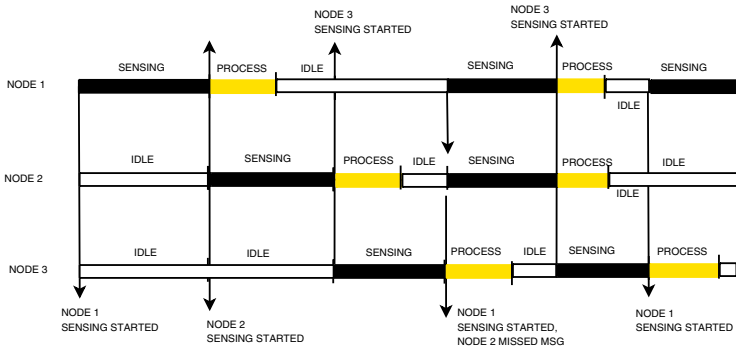 NODE 3
SENSING STARTED
NODE 3
SENSING STARTED
SENSING PROCESS IDLE SENSING PROCESS SENSING
NODE 1
IDLE
IDLE SENSING PROCESS IDLE SENSING PROCESS IDLE
NODE 2
IDLE
IDLE IDLE SENSING PROCESS IDLE SENSING PROCESS
NODE 3
NODE 1
SENSING STARTED
NODE 2
SENSING STARTED
NODE 1
SENSING STARTED,
NODE 2 MISSED MSG
NODE 1
SENSING STARTED